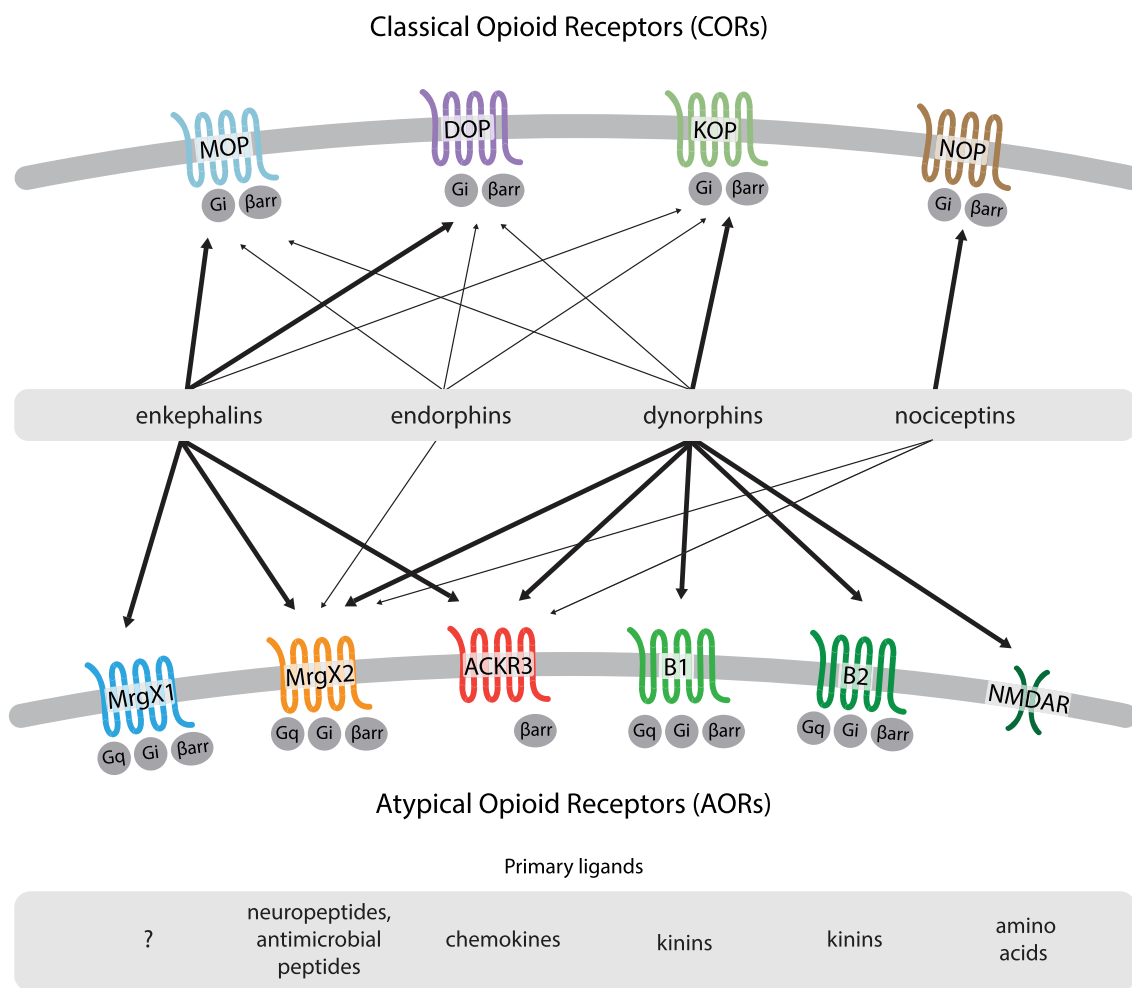 Classical Opioid Receptors (CORs)
MOP
DOP
KOP
NOP
Gi βarr
Gi βarr
Gi βarr
Gi βarr
enkephalins
endorphins
dynorphins
nociceptins
MrgX1
MrgX2
ACKR3
B1
B2
NMDAR
Gq Gi βarr
Gq Gi βarr
βarr
Gq Gi βarr
Gq Gi βarr
Atypical Opioid Receptors (AORs)
Primary ligands
?
neuropeptides,
antimicrobial
peptides
chemokines
kinins
kinins
amino
acids